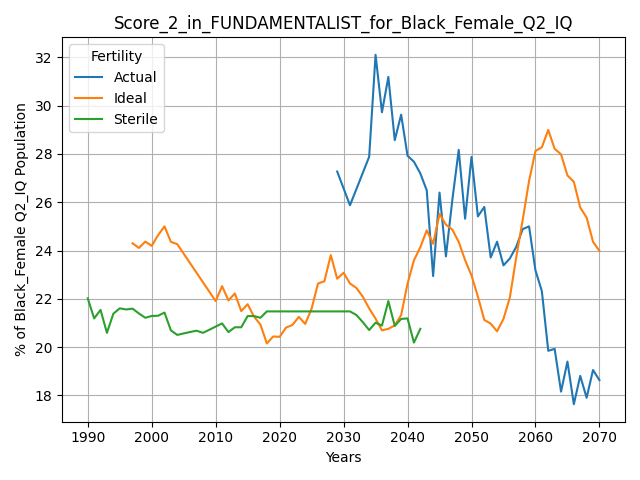 Score_2_in_FUNDAMENTALIST_for_Black_Female_Q2_IQ
Fertility
Actual
Ideal
Sterile
% of Black_Female Q2_IQ Population
32
30
28
26
24
22
20
18
1990 2000 2010 2020 2030 2040 2050 2060 2070
Years